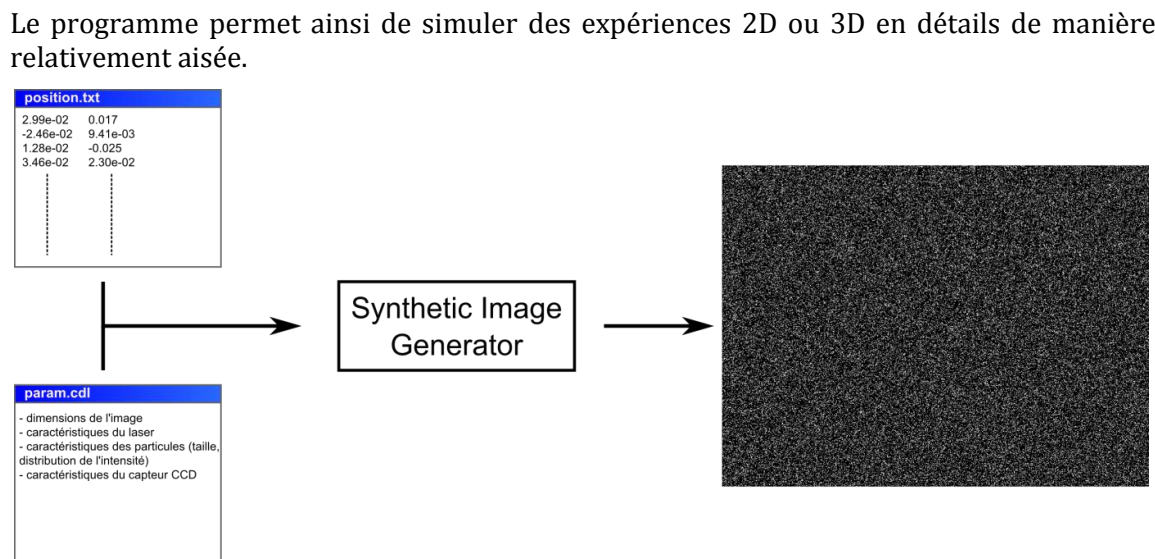 Le programme permet ainsi de simuler des expériences 2D ou 3D en détails de manière
relativement aisée.
position.txt
2.99e-02 0.017
-2.46e-02 9.41e-03
1.28e-02 -0.025
3.46e-02 2.30e-02
Synthetic Image
Generator
param.cdl
- dimensions de l'image
- caractéristiques du laser
- caractéristiques des particules (taille,
distribution de l'intensité)
- caractéristiques du capteur CCD